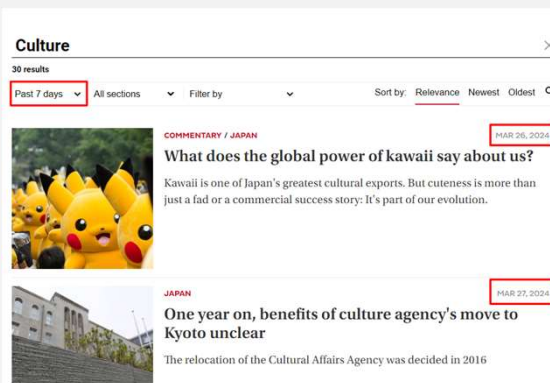 Culture
30 results
Past 7 days All sections Filter by Sort by: Relevance Newest Oldest
COMMENTARY / JAPAN MAR 26, 2024
What does the global power of kawaii say about us?
Kawaii is one of Japan's greatest cultural exports. But cuteness is more than
just a fad or a commercial success story: It's part of our evolution.
JAPAN MAR 27, 2024
One year on, benefits of culture agency's move to
Kyoto unclear
The relocation of the Cultural Affairs Agency was decided in 2016